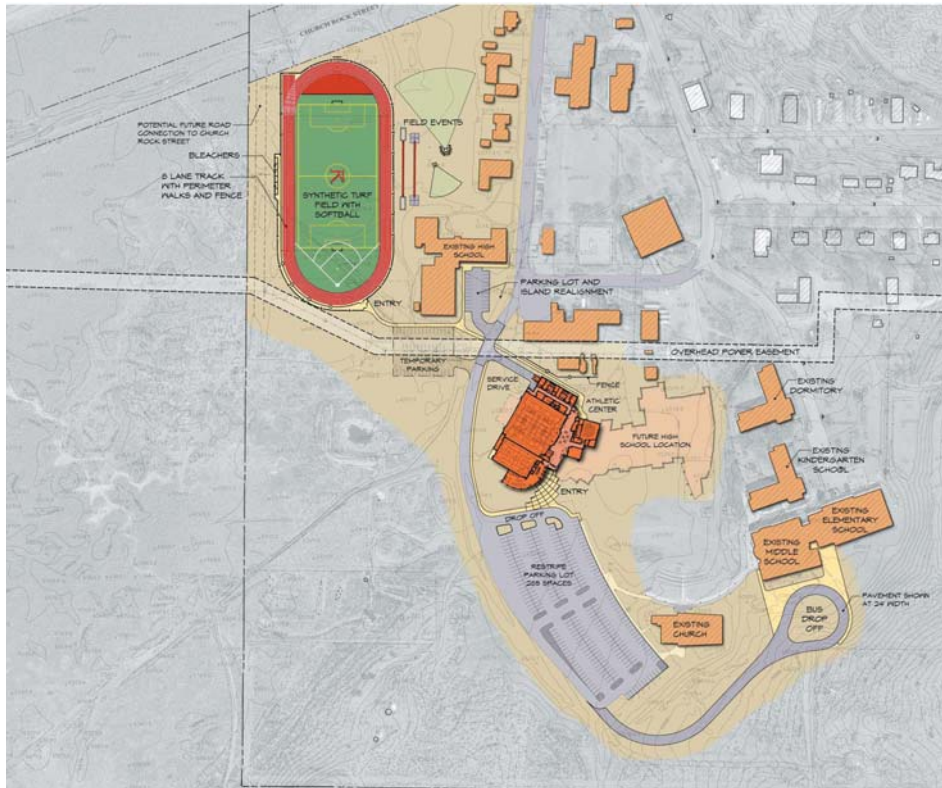 CHURCH ROCK STREET
POTENTIAL FUTURE ROAD
CONNECTION TO CHURCH
ROCK STREET
BLEACHERS
8 LANE TRACK
WITH PERIMETER
WALKS AND FENCE
FIELD EVENTS
SYNTHETIC TURF
FIELD WITH
SOFTBALL
EXISTING HIGH
SCHOOL
PARKING LOT AND
ISLAND REALIGNMENT
ENTRY
TEMPORARY
PARKING
OVERHEAD POWER EASEMENT
SERVICE
DRIVE
FENCE
ATHLETIC
CENTER
EXISTING
DORMITORY
FUTURE HIGH
SCHOOL LOCATION
EXISTING
KINDERGARTEN
SCHOOL
ENTRY
DROP OFF
EXISTING
ELEMENTARY
SCHOOL
EXISTING
MIDDLE
SCHOOL
RESTRIPE
PARKING LOT
SPACES
PAVEMENT SHOWN
AT 24' WIDTH
BUS
DROP
OFF
EXISTING
CHURCH